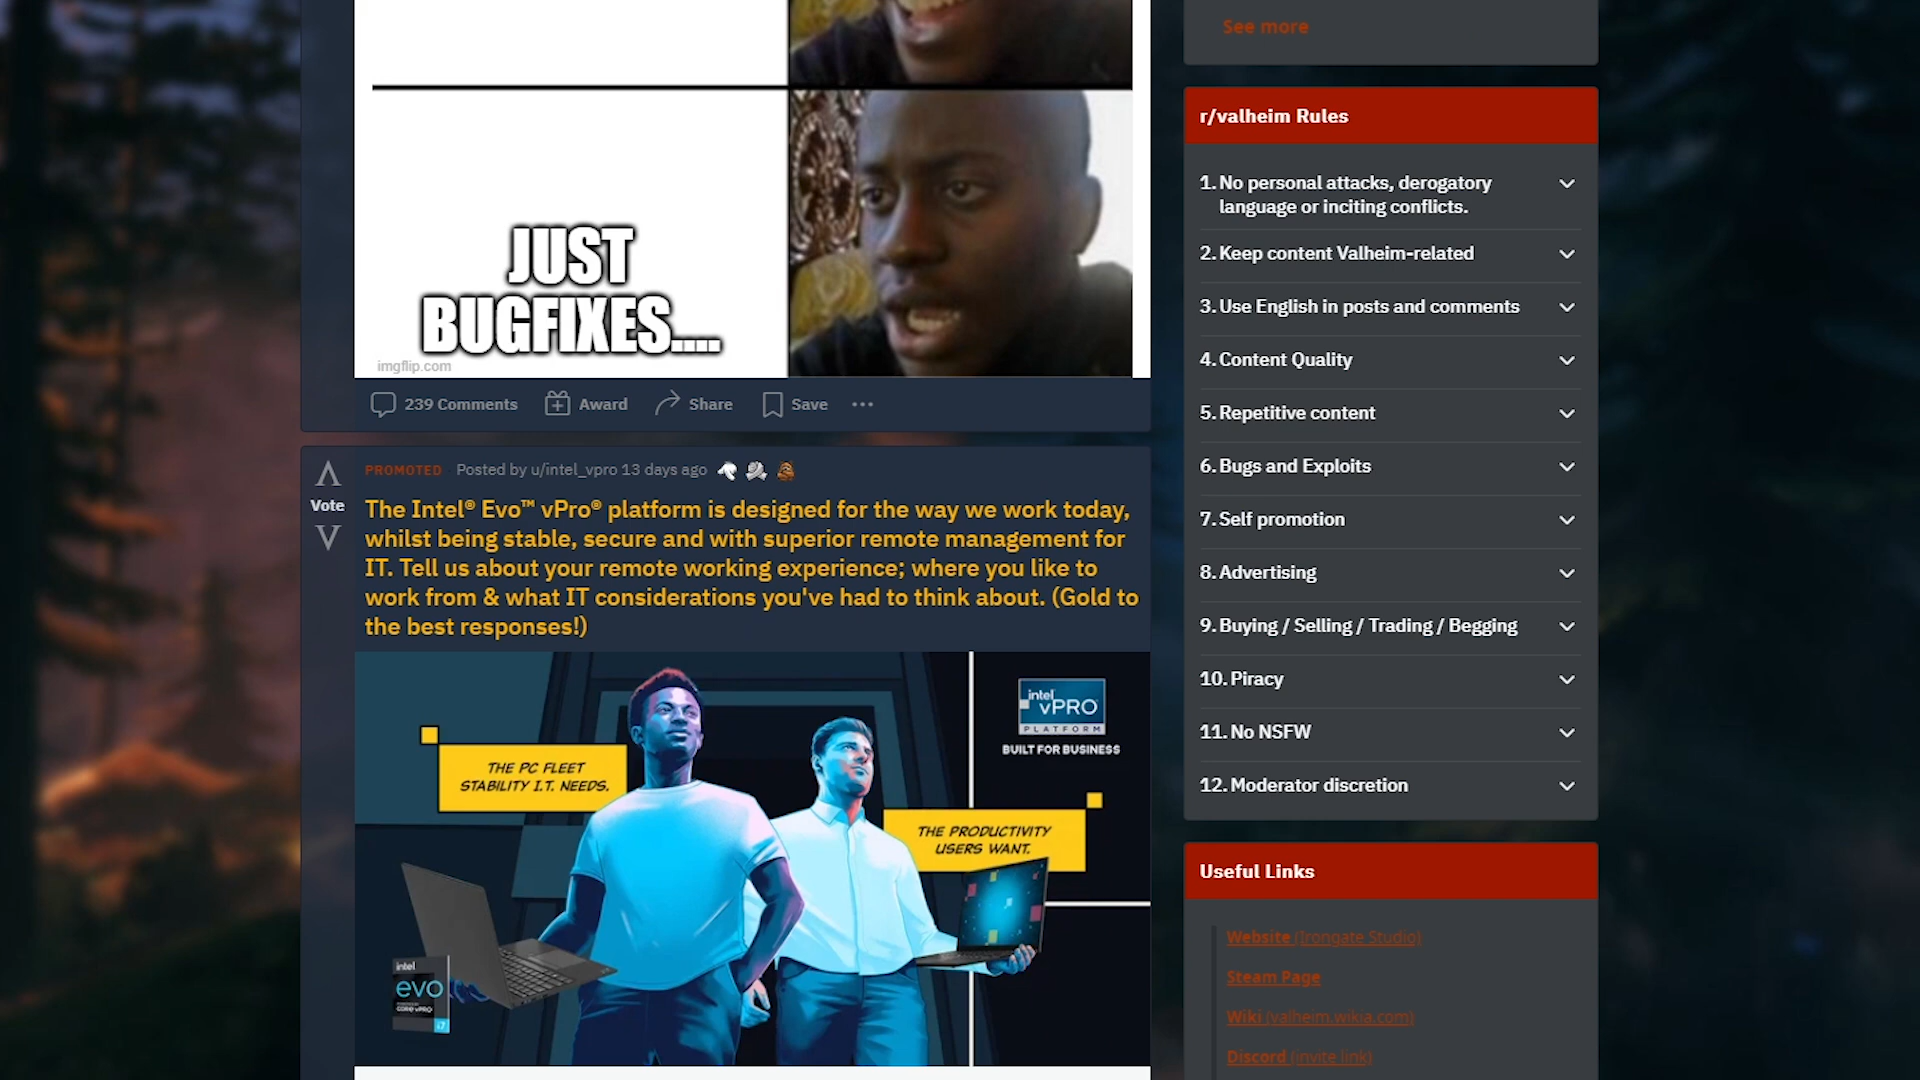 JUST
BUGFIXES....
imgflip.com
239 Comments
Award
Share
Save
Vote
PROMOTED Posted by u/intel_vpro 13 days ago
The Intel® Evo™ vPro® platform is designed for the way we work today,
whilst being stable, secure and with superior remote management for
IT. Tell us about your remote working experience; where you like to
work from & what IT considerations you've had to think about. (Gold to
the best responses!)
THE PC FLEET
STABILITY I.T. NEEDS.
intel
vPRO
PLATFORM
BUILT FOR BUSINESS
THE PRODUCTIVITY
USERS WANT.
intel
evo
CORE vPRO
i7
See more
r/valheim Rules
1. No personal attacks, derogatory
language or inciting conflicts.
2. Keep content Valheim-related
3. Use English in posts and comments
4. Content Quality
5. Repetitive content
6. Bugs and Exploits
7. Self promotion
8. Advertising
9. Buying / Selling / Trading / Begging
10. Piracy
11. No NSFW
12. Moderator discretion
Useful Links
Website (Irongate Studio)
Steam Page
Wiki (valheim.wikia.com)
Discord (invite link)